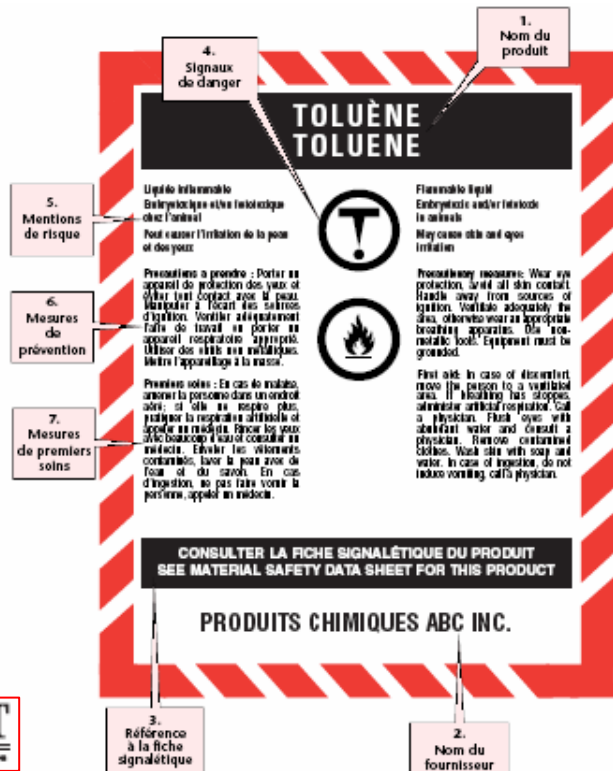 1.
Nom du
produit
4.
Signaux
de danger
TOLUÈNE
TOLUENE
5.
Mentions
de risque
Liquide inflammable
Embryotoxique et/ou fœtotoxique
chez l'animal
Peut causer l'irritation de la peau
et des yeux
Flammable liquid
Embryotoxic and/or fetotoxic
in animals
May cause skin and eyes
irritation
6.
Mesures
de
prévention
Precautions a prendre : Porter un
appareil de protection des yeux et
éviter tout contact avec la peau.
Manipuler à l'écart des sources
d'ignition. Ventiler adéquatement
l'aire de travail ou porter un
appareil respiratoire approprié.
Utiliser des outils non métalliques.
Mettre l'appareillage à la masse.
Precautionary measures: Wear eye
protection, avoid all skin contact.
Handle away from sources of
ignition. Ventilate adequately the
area, otherwise wear an appropriate
breathing apparatus. Use non-
metallic tools. Equipment must be
grounded.
7.
Mesures
de premiers
soins
Premiers soins : En cas de malaise,
amener la personne dans un endroit
aéré; si elle ne respire plus,
pratiquer la respiration artificielle et
appeler un médecin. Rincer les yeux
avec beaucoup d'eau et consulter un
médecin. Enlever les vêtements
contaminés, laver la peau avec de
l'eau et du savon. En cas
d'ingestion, ne pas faire vomir la
personne, appeler un médecin.
First aid: In case of discomfort,
move the person to a ventilated
area. If breathing has stopped,
administer artificial respiration. Call
a physician. Flush eyes with
abundant water and consult a
physician. Remove contaminated
clothes. Wash skin with soap and
water. In case of ingestion, do not
induce vomiting, call a physician.
CONSULTER LA FICHE SIGNALÉTIQUE DU PRODUIT
SEE MATERIAL SAFETY DATA SHEET FOR THIS PRODUCT
PRODUITS CHIMIQUES ABC INC.
3.
Référence
à la fiche
signalétique
2.
Nom du
fournisseur